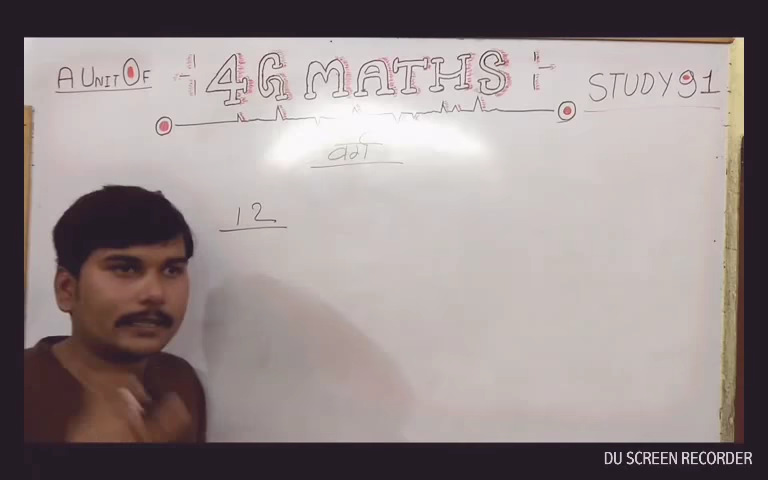 A UNIT OF 4G MATHS STUDY91
वर्ग
12
DU SCREEN RECORDER